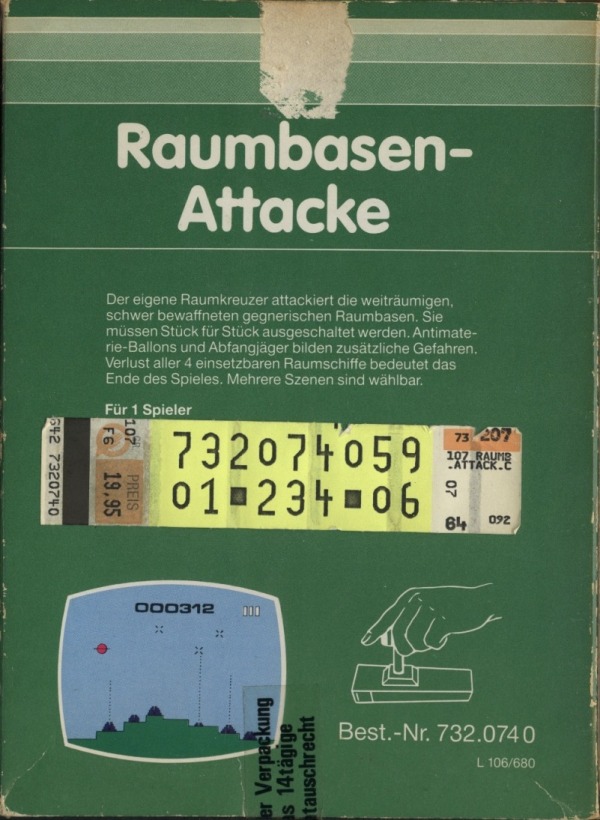 Raumbasen-
Attacke
Der eigene Raumkreuzer attackiert die weiträumigen,
schwer bewaffneten gegnerischen Raumbasen. Sie
müssen Stück für Stück ausgeschaltet werden. Antimate-
rie-Ballons und Abfangjäger bilden zusätzliche Gefahren.
Verlust aller 4 einsetzbaren Raumschiffe bedeutet das
Ende des Spieles. Mehrere Szenen sind wählbar.
Für 1 Spieler
642 7320740
107
F6
PREIS
19,95
732074059
01 234 06
73 207
107 RAUMB
.ATTACK.C
07
64 092
000312
er Verpackung
s 14tägige
tauschrecht
Best.-Nr. 732.0740
L 106/680